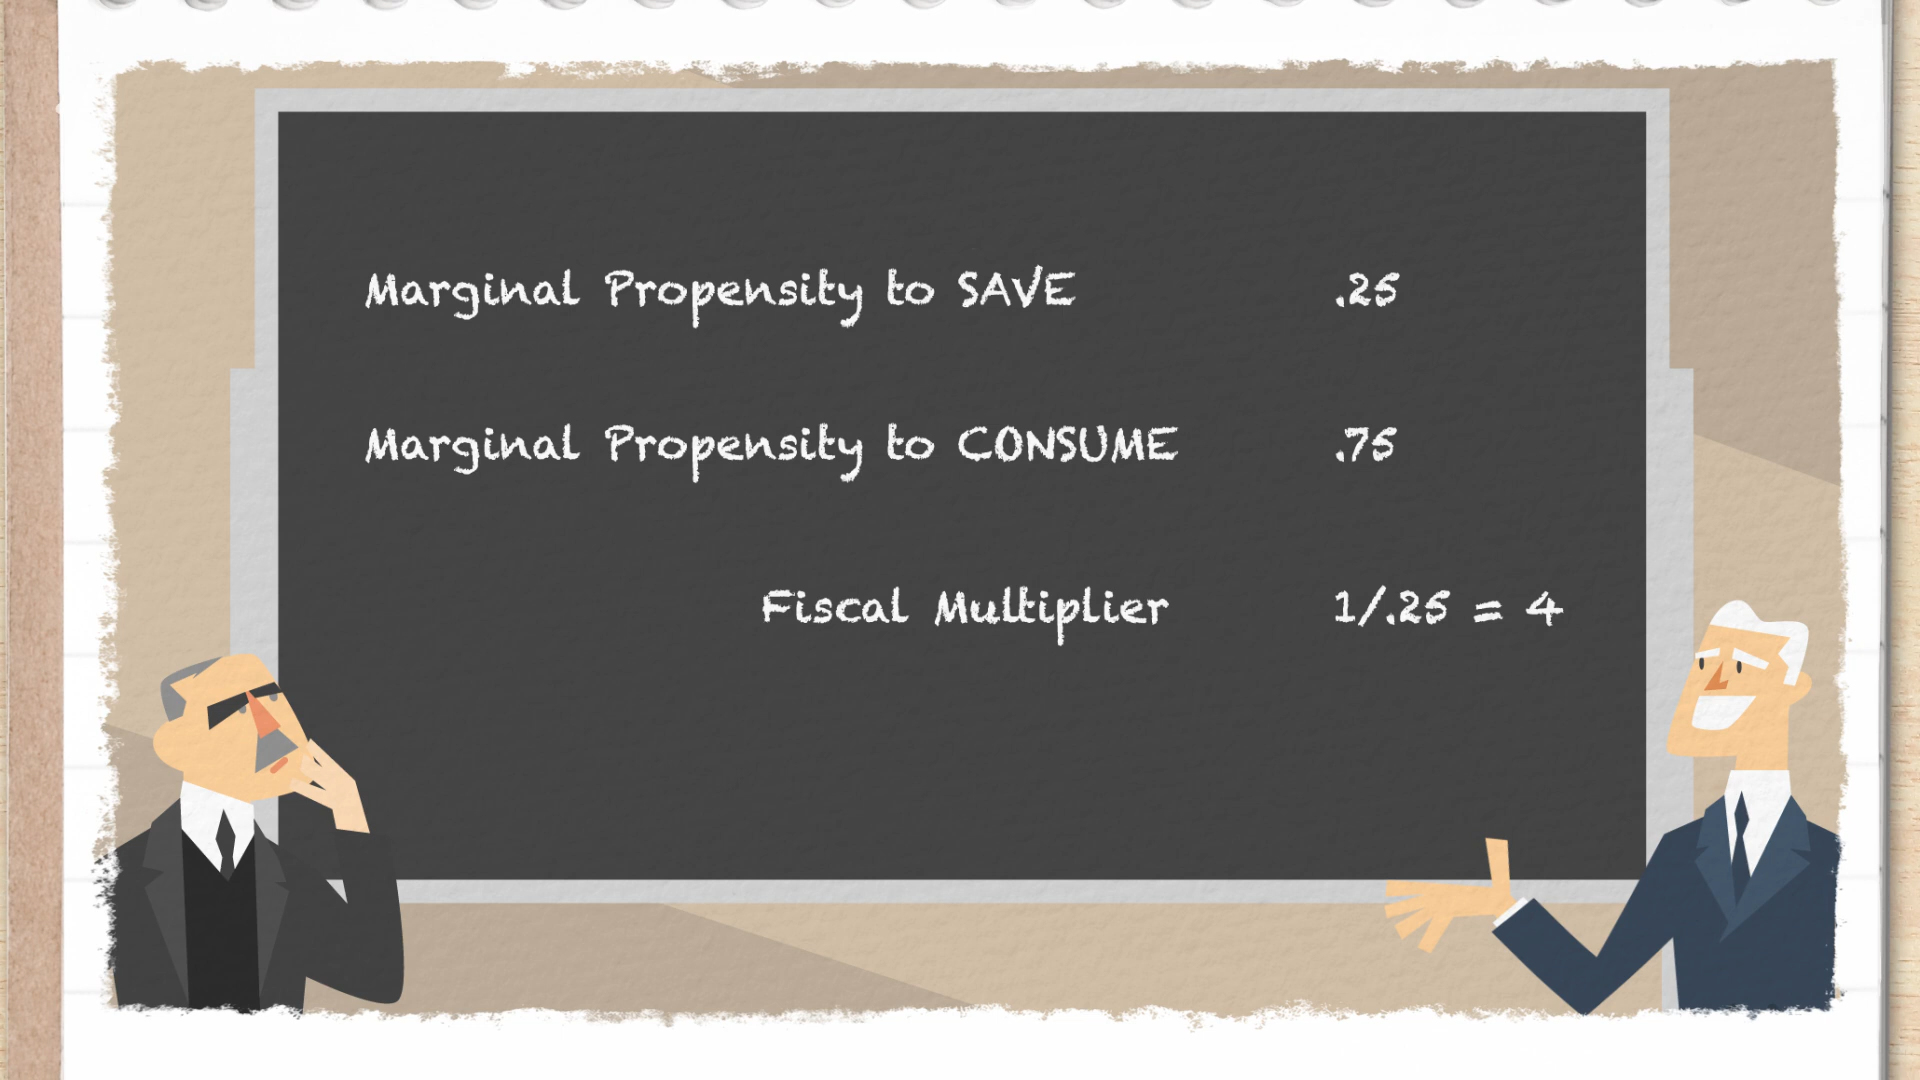 Marginal Propensity to SAVE .25
Marginal Propensity to CONSUME .75
Fiscal Multiplier 1/.25 = 4